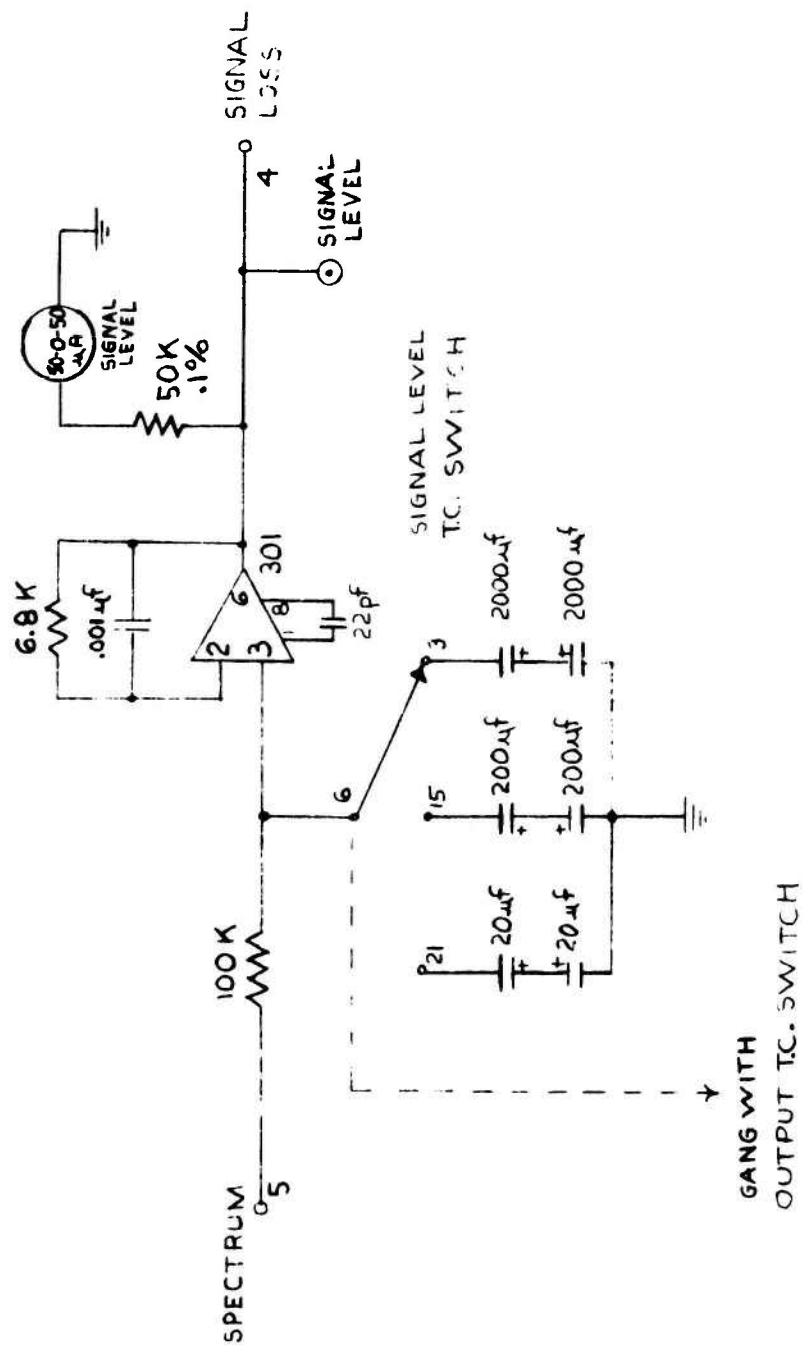 SIGNAL
LOSS
4
SIGNAL
LEVEL
50-0-50
μA
SIGNAL
LEVEL
50K
.1%
6.8K
.001μf
301
2
3
6
1
8
22pf
SIGNAL LEVEL
T.C. SWITCH
100K
SPECTRUM
5
6
3
15
21
2000μf
+
+
2000μf
200μf
+
+
200μf
20μf
+
+
20μf
GANG WITH
OUTPUT T.C. SWITCH